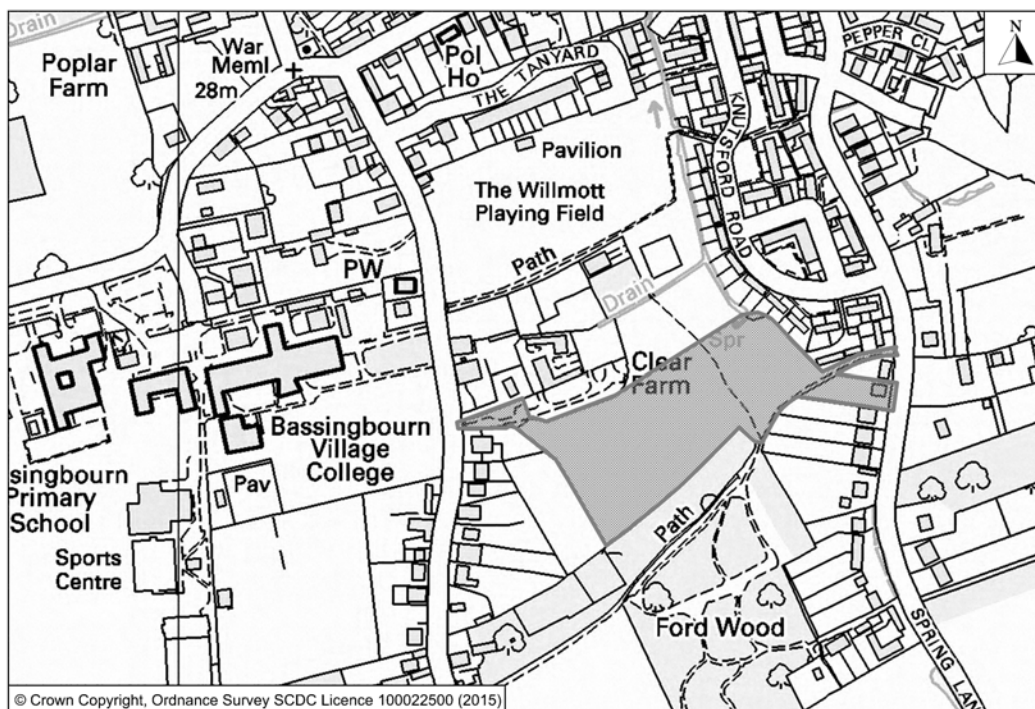 Drain
Poplar
Farm
War
Meml
28m
Pol
Ho
THE TANYARD
KNUTSFORD ROAD
PEPPER CL
N
Pavilion
The Willmott
Playing Field
Path
PW
Drain
Spr
Clear
Farm
Bassingbourn
Village
College
singbourn
Primary
School
Pav
Sports
Centre
Path
Ford Wood
SPRING LAN
© Crown Copyright, Ordnance Survey SCDC Licence 100022500 (2015)